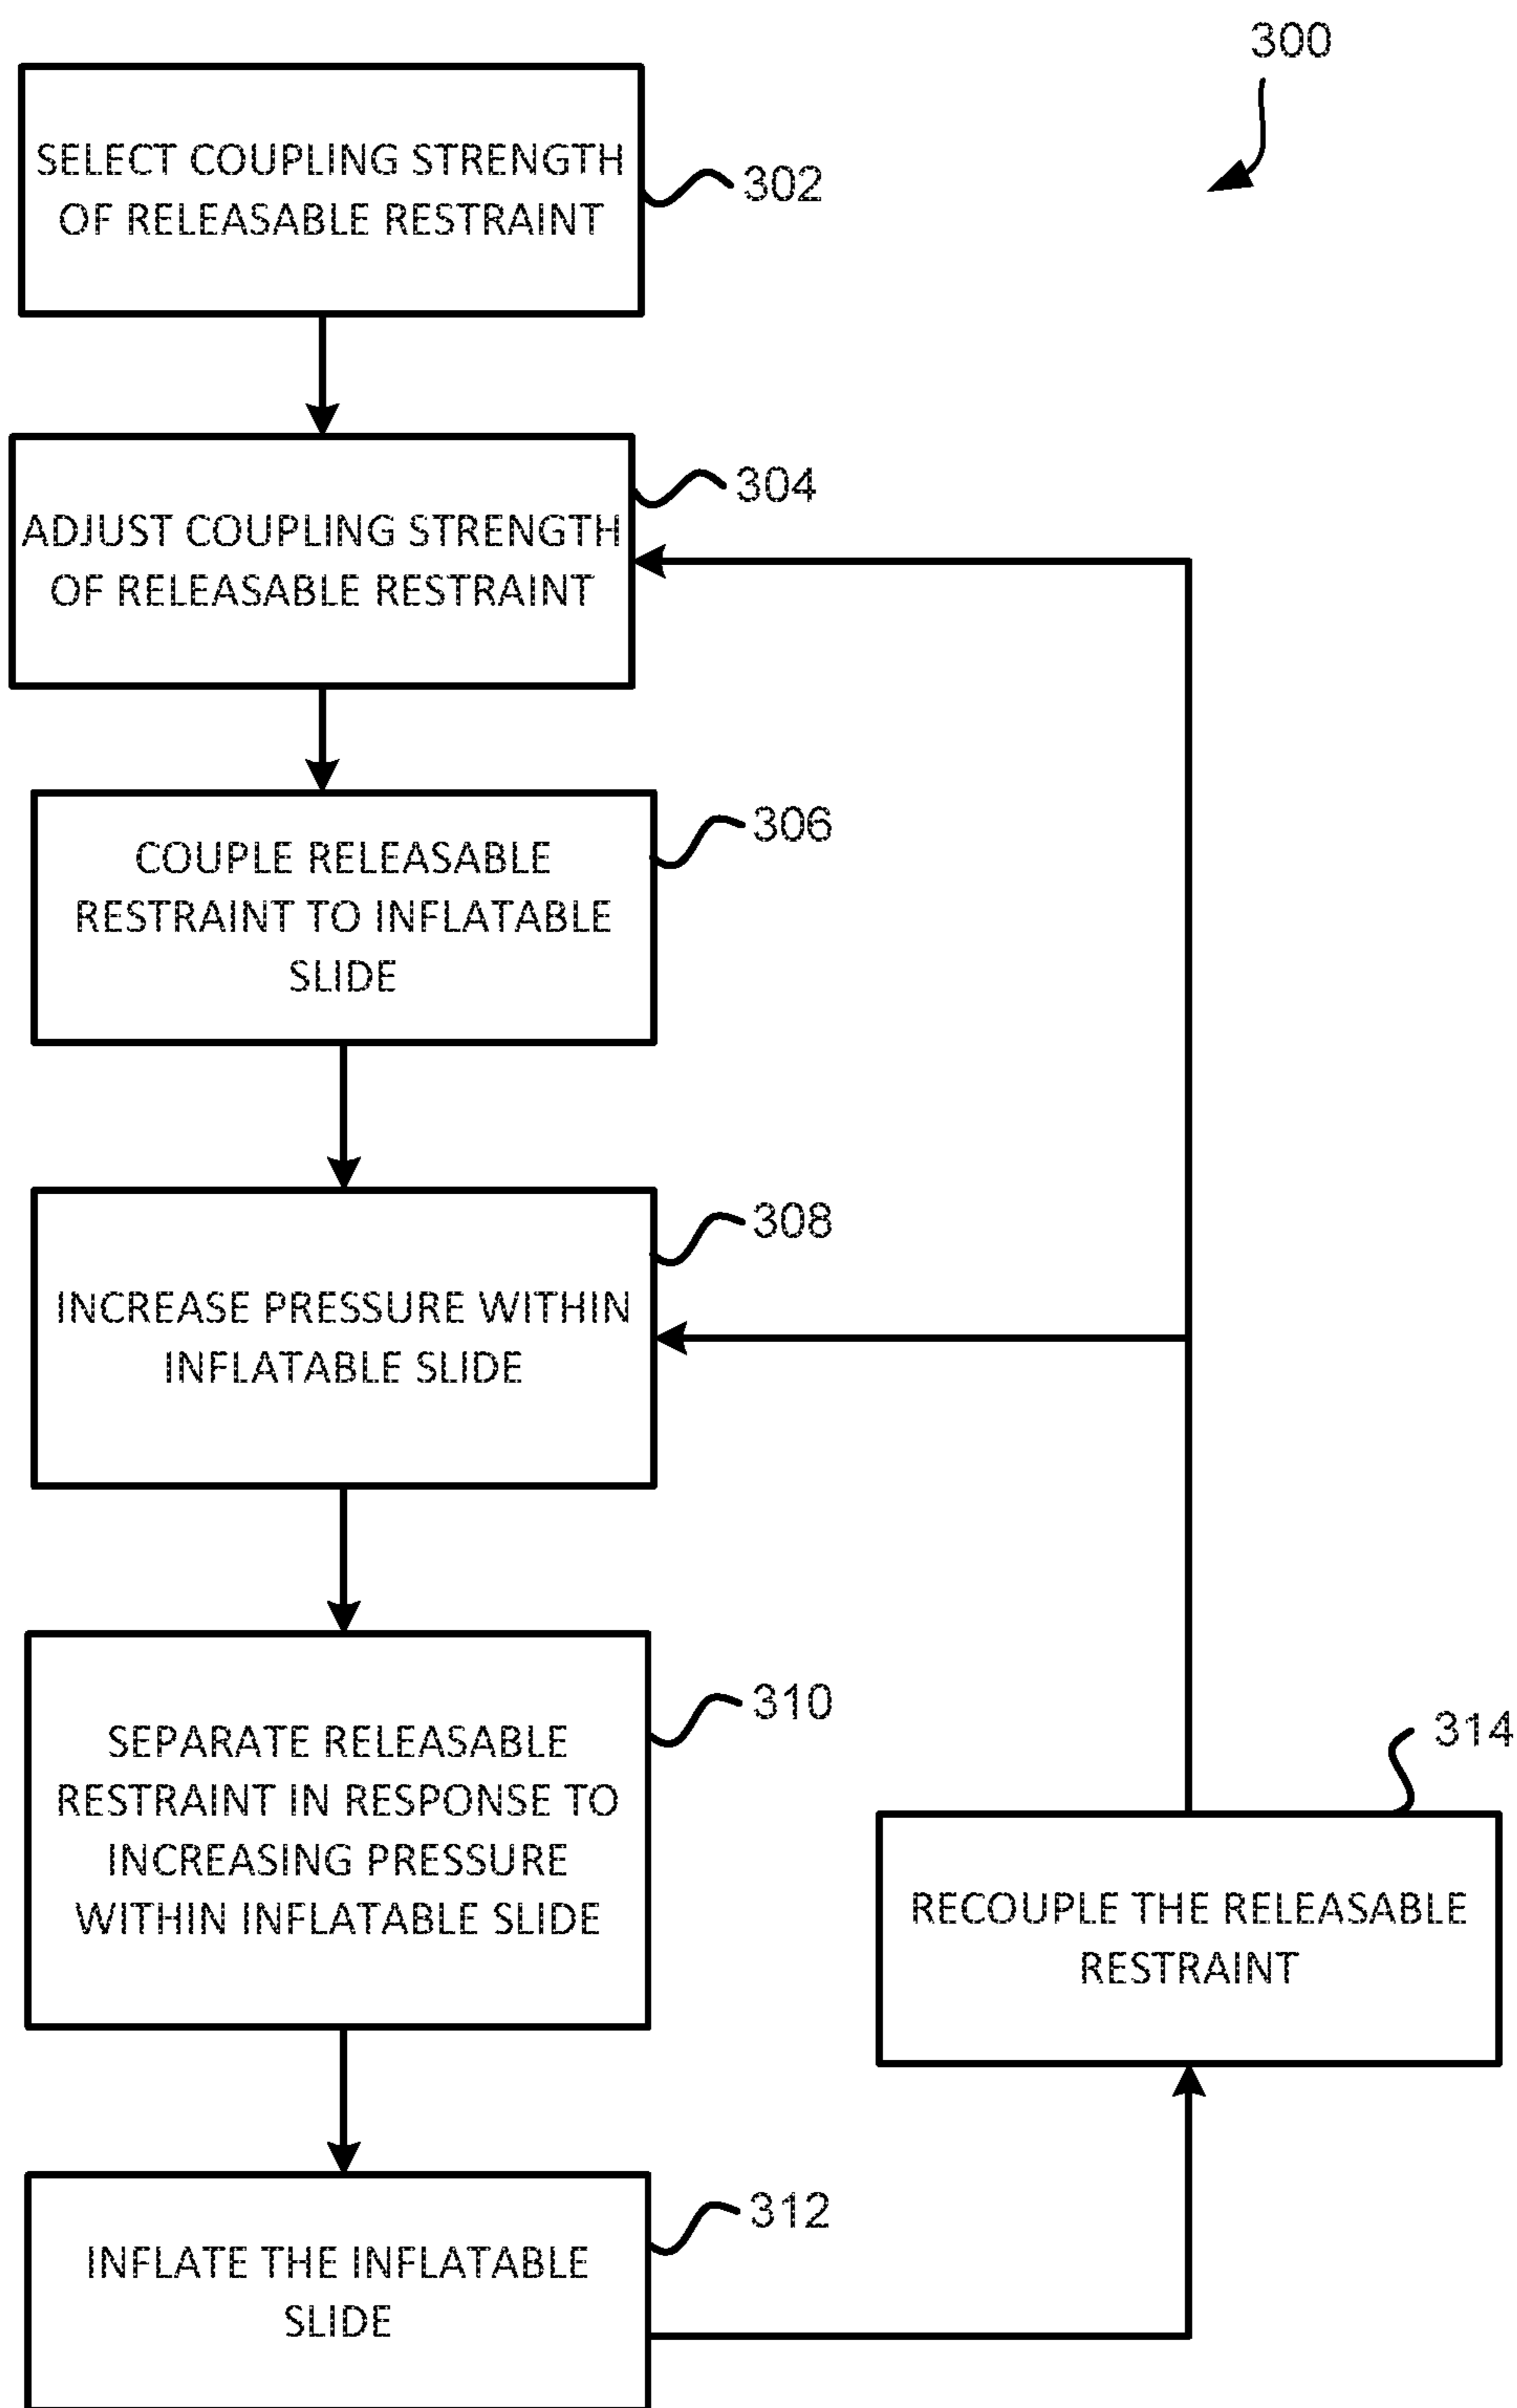 300
SELECT COUPLING STRENGTH
OF RELEASABLE RESTRAINT
302
304
ADJUST COUPLING STRENGTH
OF RELEASABLE RESTRAINT
306
COUPLE RELEASABLE
RESTRAINT TO INFLATABLE
SLIDE
308
INCREASE PRESSURE WITHIN
INFLATABLE SLIDE
310
SEPARATE RELEASABLE
RESTRAINT IN RESPONSE TO
INCREASING PRESSURE
WITHIN INFLATABLE SLIDE
314
RECOUPLE THE RELEASABLE
RESTRAINT
312
INFLATE THE INFLATABLE
SLIDE